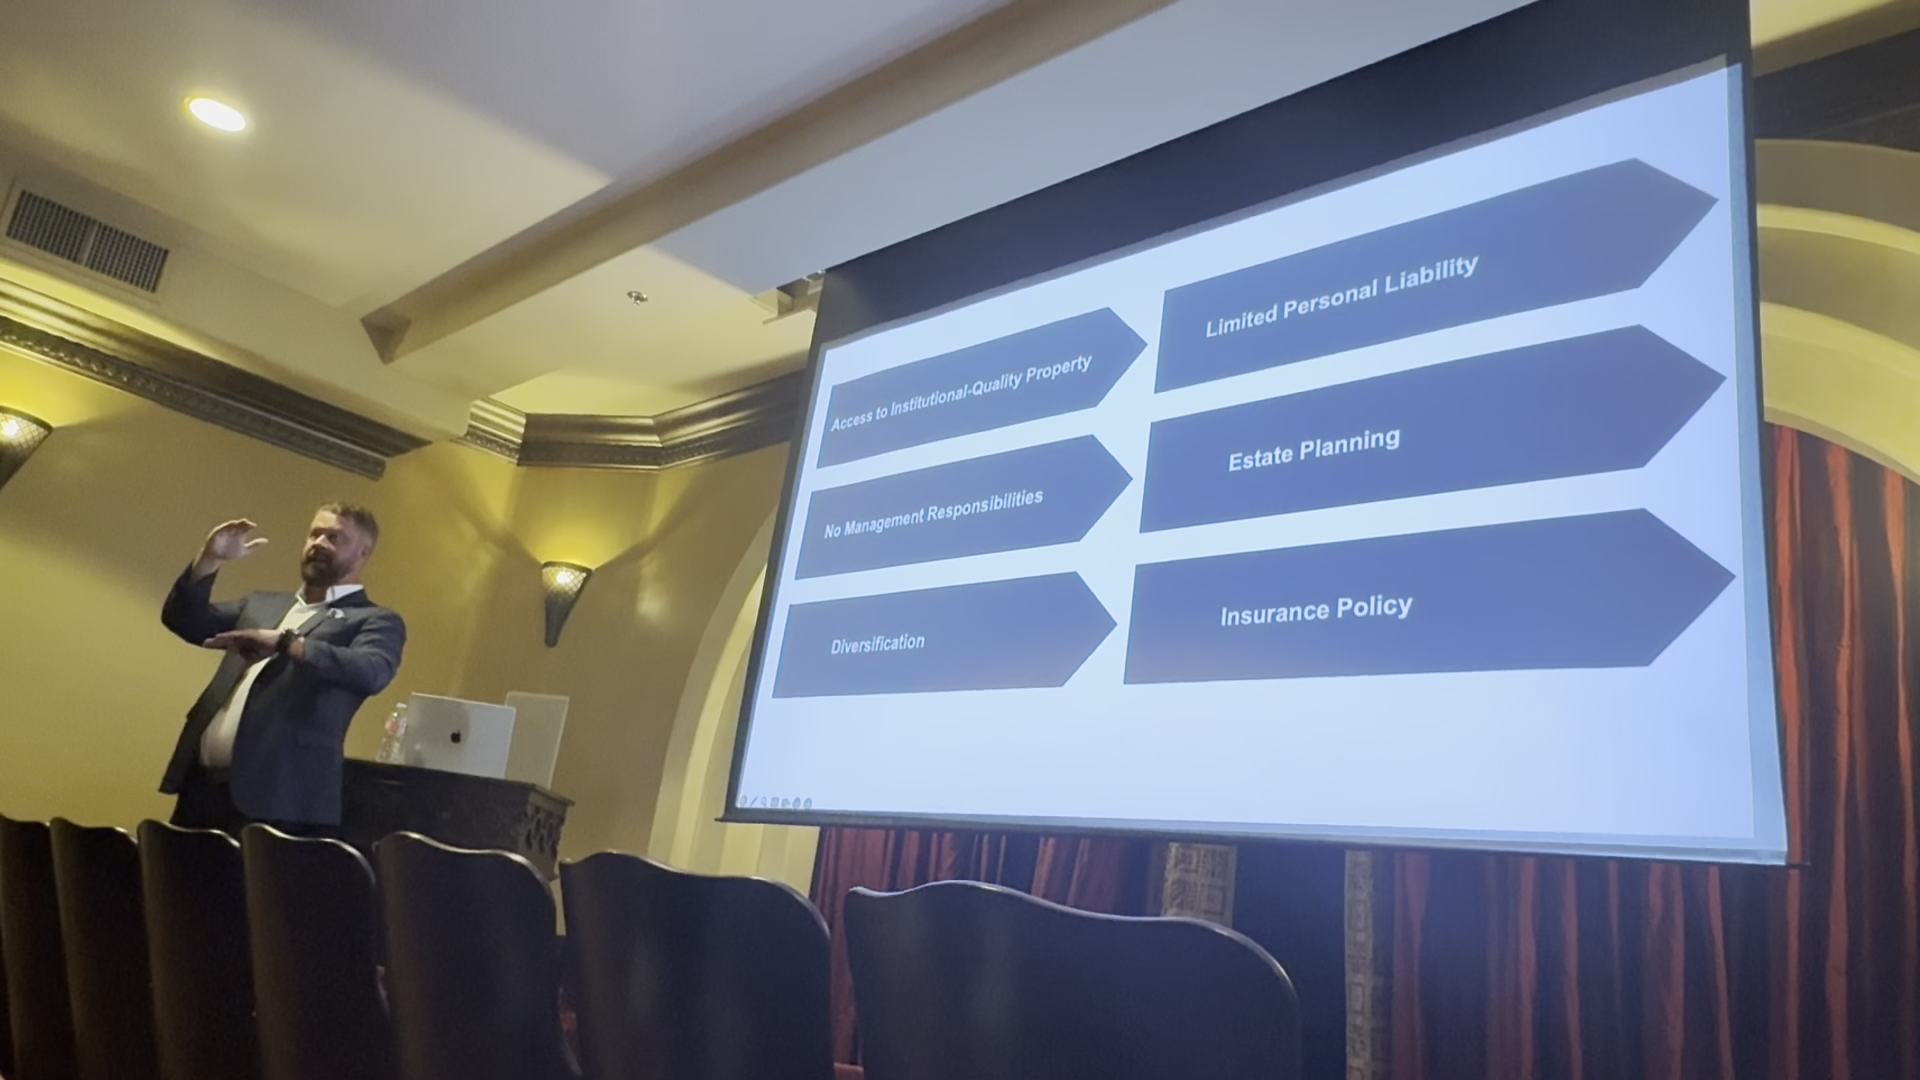 Access to Institutional-Quality Property
No Management Responsibilities
Diversification
Limited Personal Liability
Estate Planning
Insurance Policy